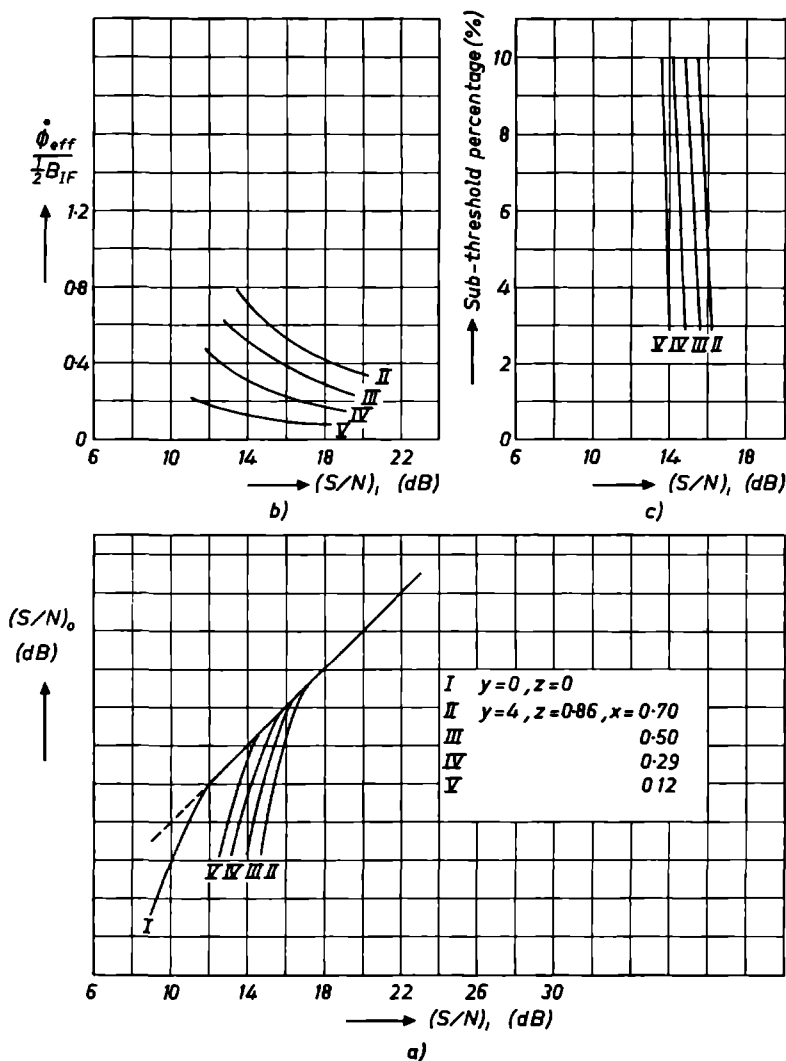 φ̇eff
½BIF
1.2
0.8
0.4
0
6 10 14 18 22
II
III
IV
V
(S/N)i (dB)
b)
Sub-threshold percentage (%)
10
8
6
4
2
0
V IV III II
6 10 14 18
(S/N)i (dB)
c)
(S/N)o
(dB)
I y=0, z=0
II y=4, z=0.86, x=0.70
III 0.50
IV 0.29
V 0.12
V IV III II
I
6 10 14 18 22 26 30
(S/N)i (dB)
a)